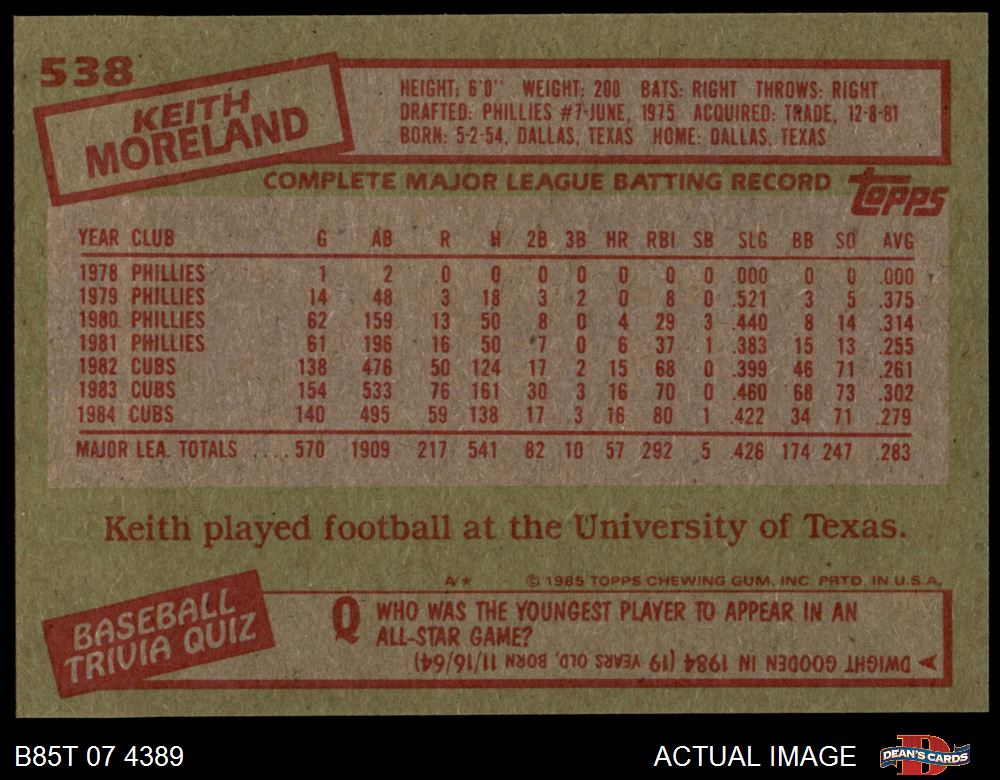 538
KEITH
MORELAND
HEIGHT: 6'0" WEIGHT: 200 BATS: RIGHT THROWS: RIGHT
DRAFTED: PHILLIES #7-JUNE, 1975 ACQUIRED: TRADE, 12-8-81
BORN: 5-2-54, DALLAS, TEXAS HOME: DALLAS, TEXAS
COMPLETE MAJOR LEAGUE BATTING RECORD
Topps
YEAR CLUB G AB R H 2B 3B HR RBI SB SLG BB SO AVG
1978 PHILLIES 1 2 0 0 0 0 0 0 0 .000 0 0 .000
1979 PHILLIES 14 48 3 18 3 2 0 8 0 .521 3 5 .375
1980 PHILLIES 62 159 13 50 8 0 4 29 3 .440 8 14 .314
1981 PHILLIES 61 196 16 50 7 0 6 37 1 .383 15 13 .255
1982 CUBS 138 476 50 124 17 2 15 68 0 .399 46 71 .261
1983 CUBS 154 533 76 161 30 3 16 70 0 .460 68 73 .302
1984 CUBS 140 495 59 138 17 3 16 80 1 .422 34 71 .279
MAJOR LEA. TOTALS ....570 1909 217 541 82 10 57 292 5 .426 174 247 .283
Keith played football at the University of Texas.
A* © 1985 TOPPS CHEWING GUM, INC. PRTD. IN U.S.A.
BASEBALL
TRIVIA QUIZ
Q WHO WAS THE YOUNGEST PLAYER TO APPEAR IN AN
ALL-STAR GAME?
DWIGHT GOODEN IN 1984 (19 YEARS OLD, BORN 11/16/64)
B85T 07 4389
ACTUAL IMAGE
D
DEAN'S CARDS